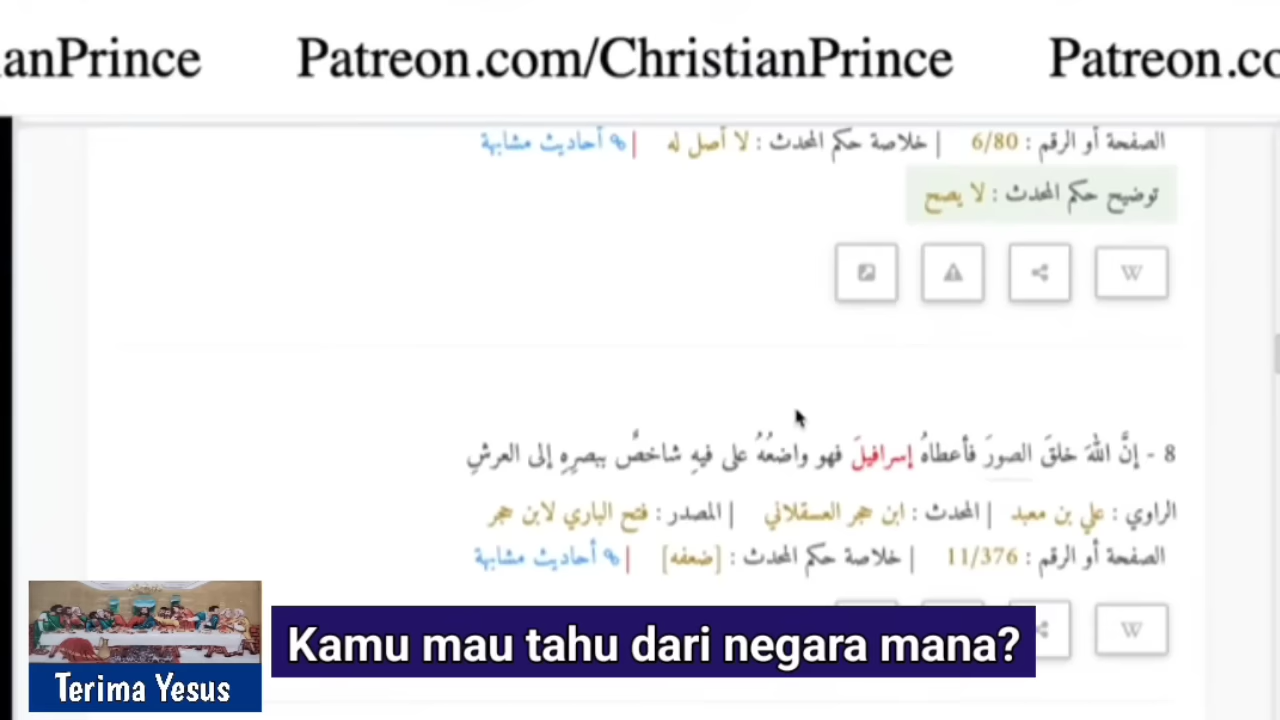 ianPrince Patreon.com/ChristianPrince Patreon.co
الصفحة أو الرقم : 6/80 | خلاصة حكم المحدث : لا أصل له | أحاديث مشابهة
توضيح حكم المحدث : لا يصح
W
8 - إنَّ اللهَ خلقَ الصورَ فأعطاهُ إسرافيلَ فهو واضعُهُ على فيهِ شاخصٌ ببصرِهِ إلى العرشِ
الراوي : علي بن معبد | المحدث : ابن حجر العسقلاني | المصدر : فتح الباري لابن حجر
الصفحة أو الرقم : 11/376 | خلاصة حكم المحدث : [ضعفه] | أحاديث مشابهة
W
Kamu mau tahu dari negara mana?
Terima Yesus